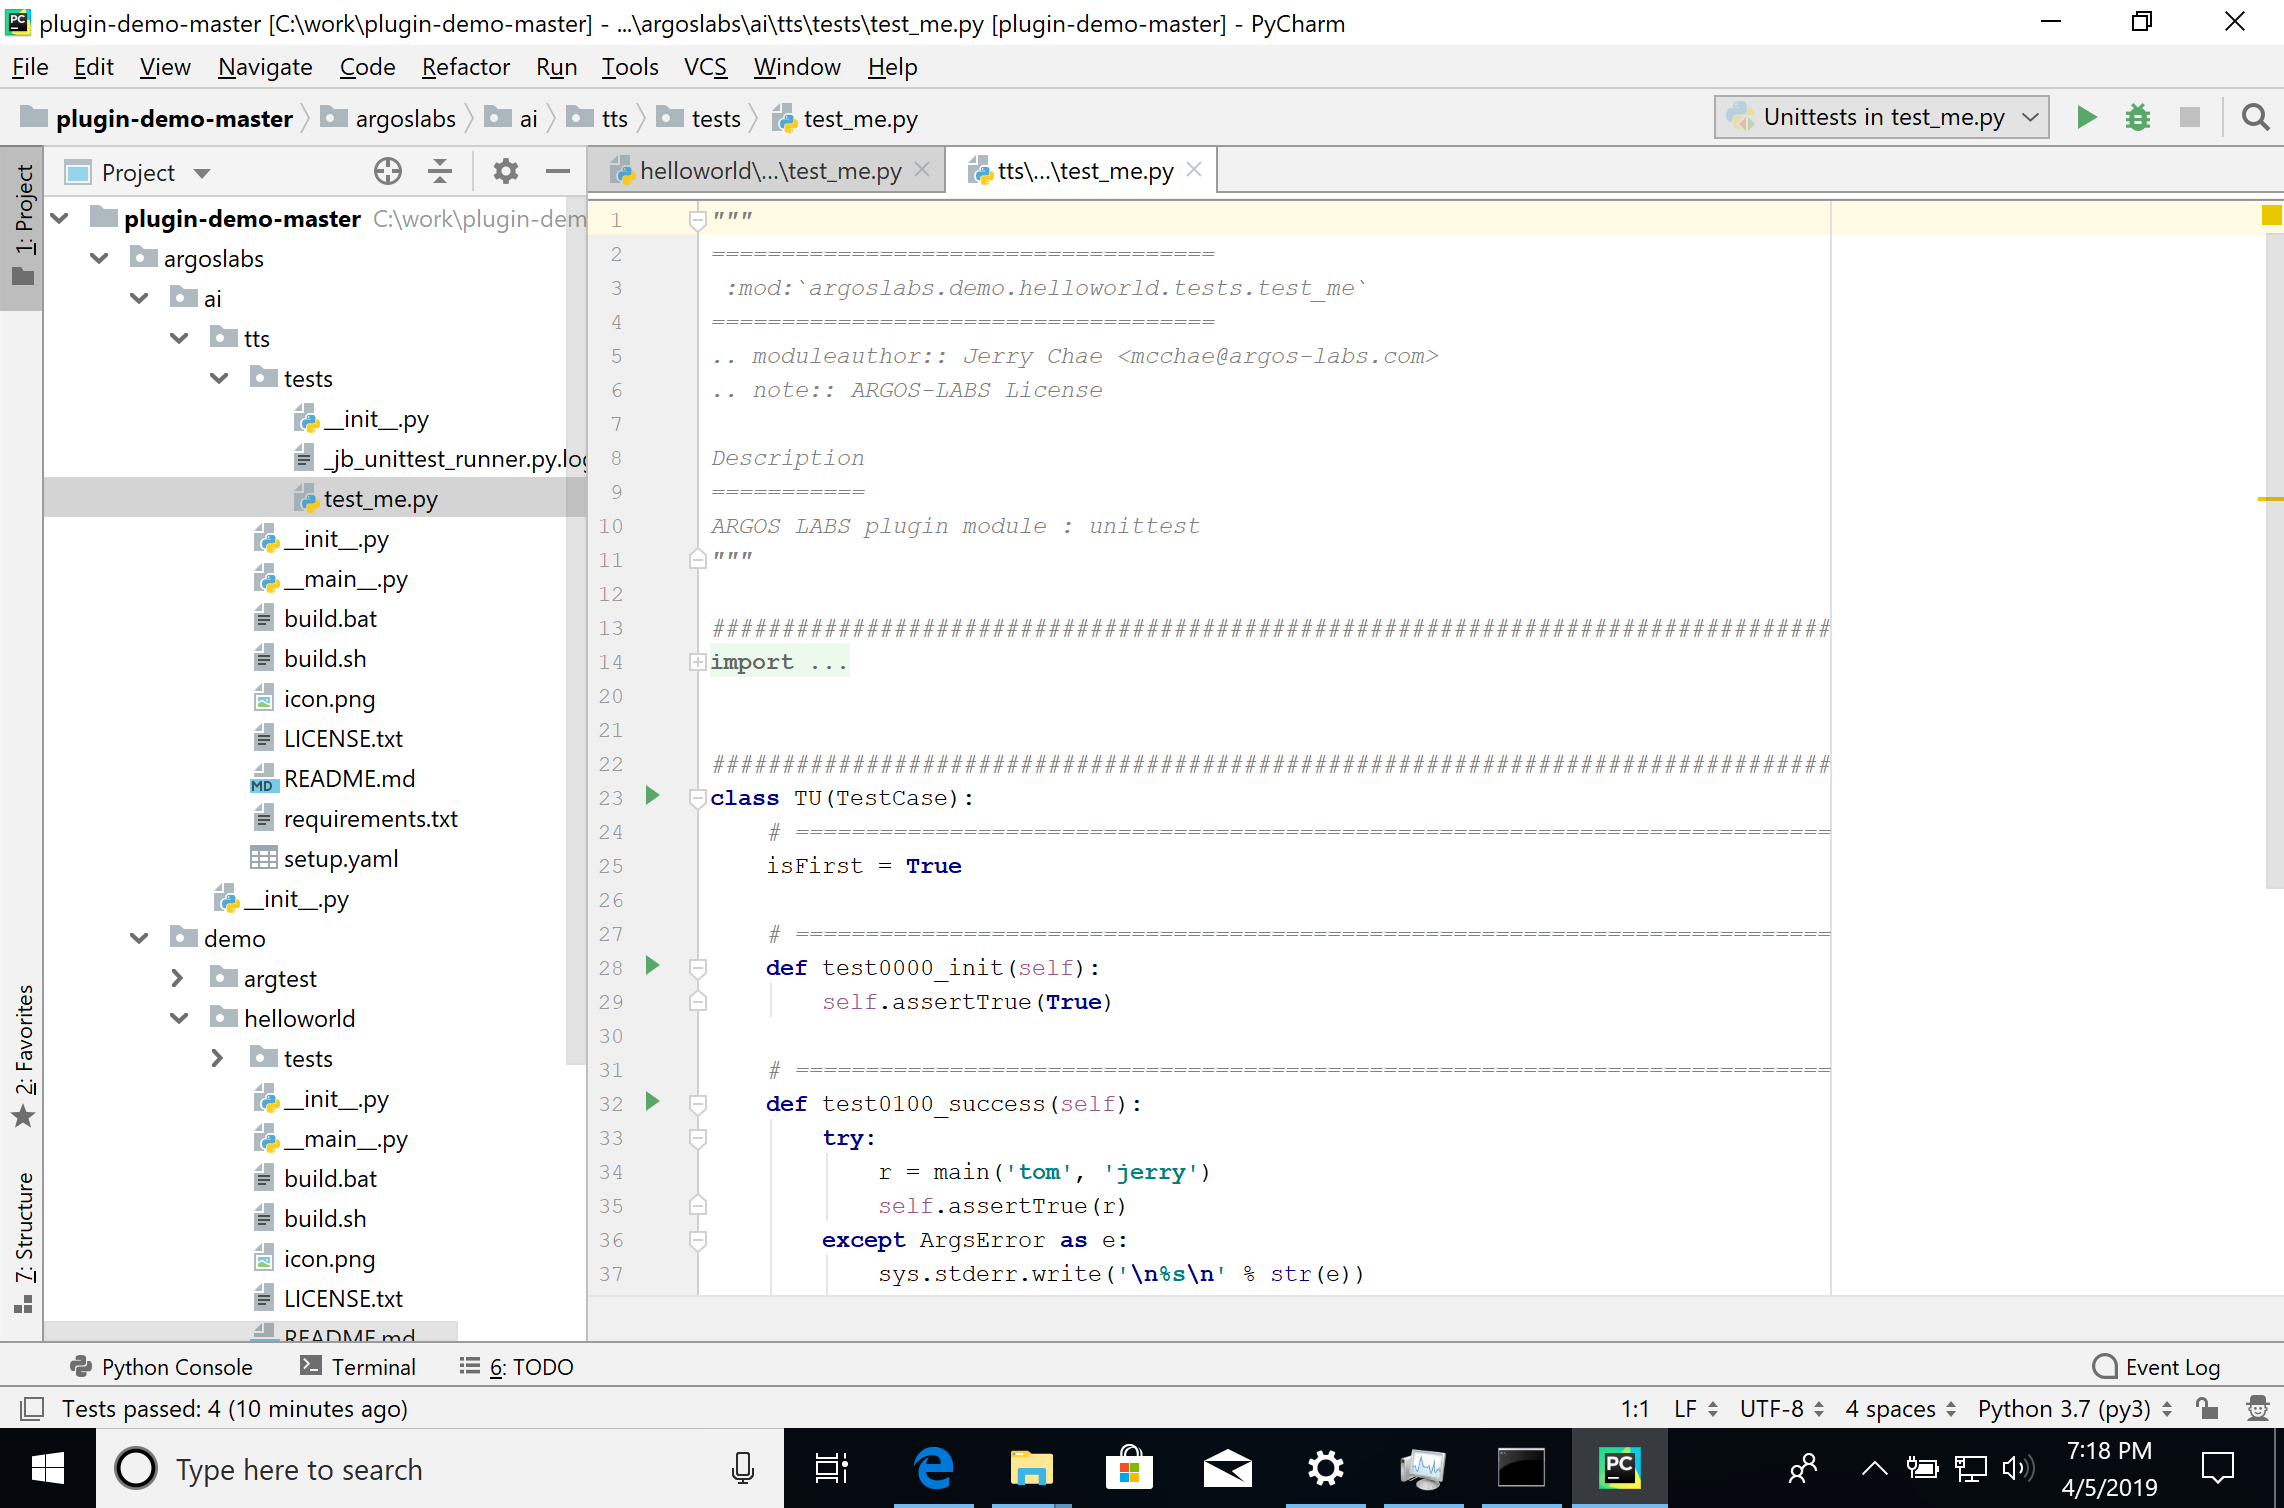 plugin-demo-master [C:\work\plugin-demo-master] - ...\argoslabs\ai\tts\tests\test_me.py [plugin-demo-master] - PyCharm
File Edit View Navigate Code Refactor Run Tools VCS Window Help
plugin-demo-master argoslabs ai tts tests test_me.py Unittests in test_me.py
1: Project
2: Favorites
7: Structure
Project
plugin-demo-master C:\work\plugin-dem
argoslabs
ai
tts
tests
__init__.py
_jb_unittest_runner.py.log
test_me.py
__init__.py
__main__.py
build.bat
build.sh
icon.png
LICENSE.txt
MD README.md
requirements.txt
setup.yaml
__init__.py
demo
argtest
helloworld
tests
__init__.py
__main__.py
build.bat
build.sh
icon.png
LICENSE.txt
README.md
helloworld\...\test_me.py tts\...\test_me.py
1 """
2 ====================================
3 :mod:`argoslabs.demo.helloworld.tests.test_me`
4 ====================================
5 .. moduleauthor:: Jerry Chae <mcchae@argos-labs.com>
6 .. note:: ARGOS-LABS License
7
8 Description
9 ===========
10 ARGOS LABS plugin module : unittest
11 """
12
13 ################################################################################
14 import ...
20
21
22 ################################################################################
23 class TU(TestCase):
24 # ==========================================================================
25 isFirst = True
26
27 # ==========================================================================
28 def test0000_init(self):
29 self.assertTrue(True)
30
31 # ==========================================================================
32 def test0100_success(self):
33 try:
34 r = main('tom', 'jerry')
35 self.assertTrue(r)
36 except ArgsError as e:
37 sys.stderr.write('\n%s\n' % str(e))
Python Console Terminal 6: TODO Event Log
Tests passed: 4 (10 minutes ago) 1:1 LF UTF-8 4 spaces Python 3.7 (py3)
Type here to search
PC
7:18 PM
4/5/2019